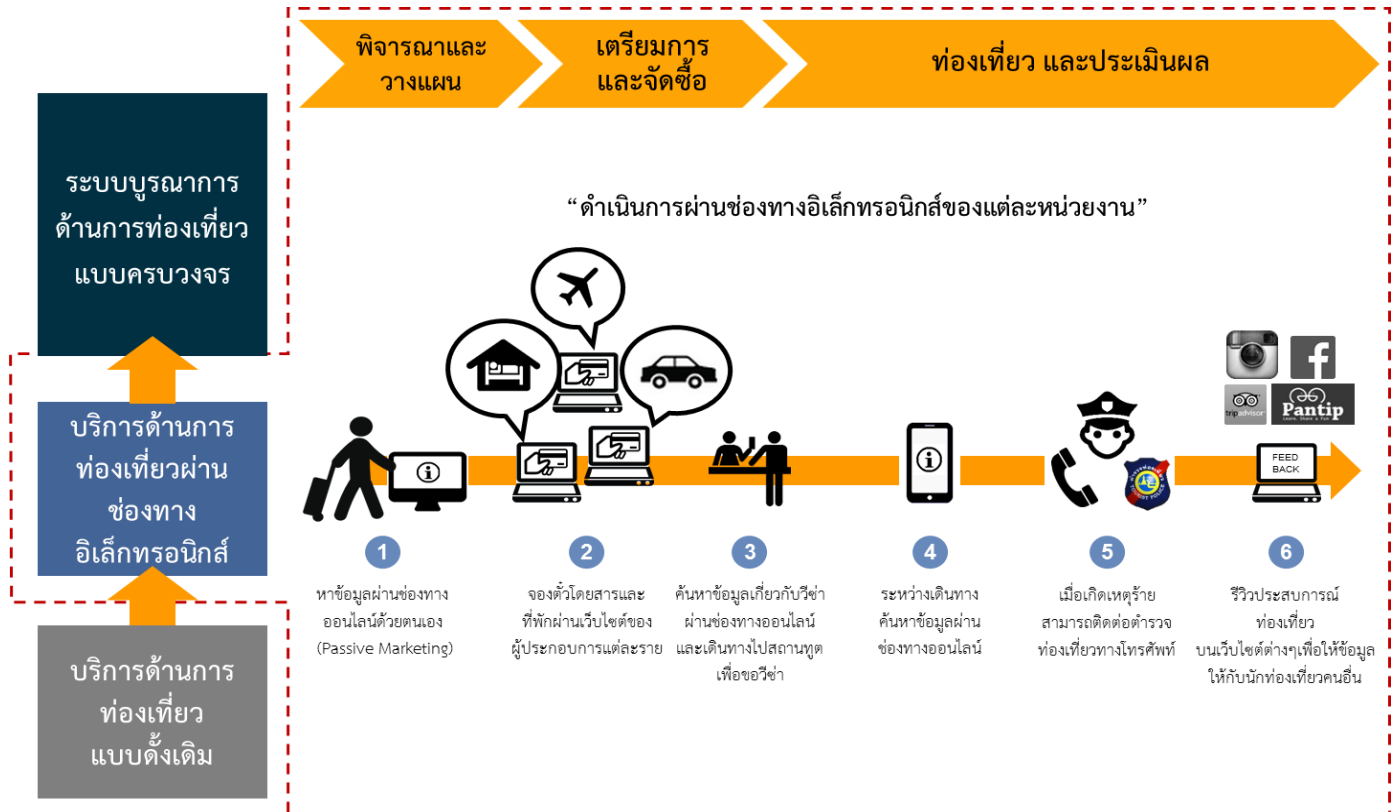 พิจารณาและ
วางแผน
เตรียมการ
และจัดซื้อ
ท่องเที่ยว และประเมินผล
ระบบบูรณาการ
ด้านการท่องเที่ยว
แบบครบวงจร
“ดำเนินการผ่านช่องทางอิเล็กทรอนิกส์ของแต่ละหน่วยงาน”
บริการด้านการ
ท่องเที่ยวผ่าน
ช่องทาง
อิเล็กทรอนิกส์
บริการด้านการ
ท่องเที่ยว
แบบดั้งเดิม
1
หาข้อมูลผ่านช่องทาง
ออนไลน์ด้วยตนเอง
(Passive Marketing)
2
จองตั๋วโดยสารและ
ที่พักผ่านเว็บไซต์ของ
ผู้ประกอบการแต่ละราย
3
ค้นหาข้อมูลเกี่ยวกับวีซ่า
ผ่านช่องทางออนไลน์
และเดินทางไปสถานทูต
เพื่อขอวีซ่า
4
ระหว่างเดินทาง
ค้นหาข้อมูลผ่าน
ช่องทางออนไลน์
TOURIST POLICE
5
เมื่อเกิดเหตุร้าย
สามารถติดต่อตำรวจ
ท่องเที่ยวทางโทรศัพท์
tripadvisor
Pantip
Learn, Share & Fun
FEED
BACK
6
รีวิวประสบการณ์
ท่องเที่ยว
บนเว็บไซต์ต่างๆเพื่อให้ข้อมูล
ให้กับนักท่องเที่ยวคนอื่น